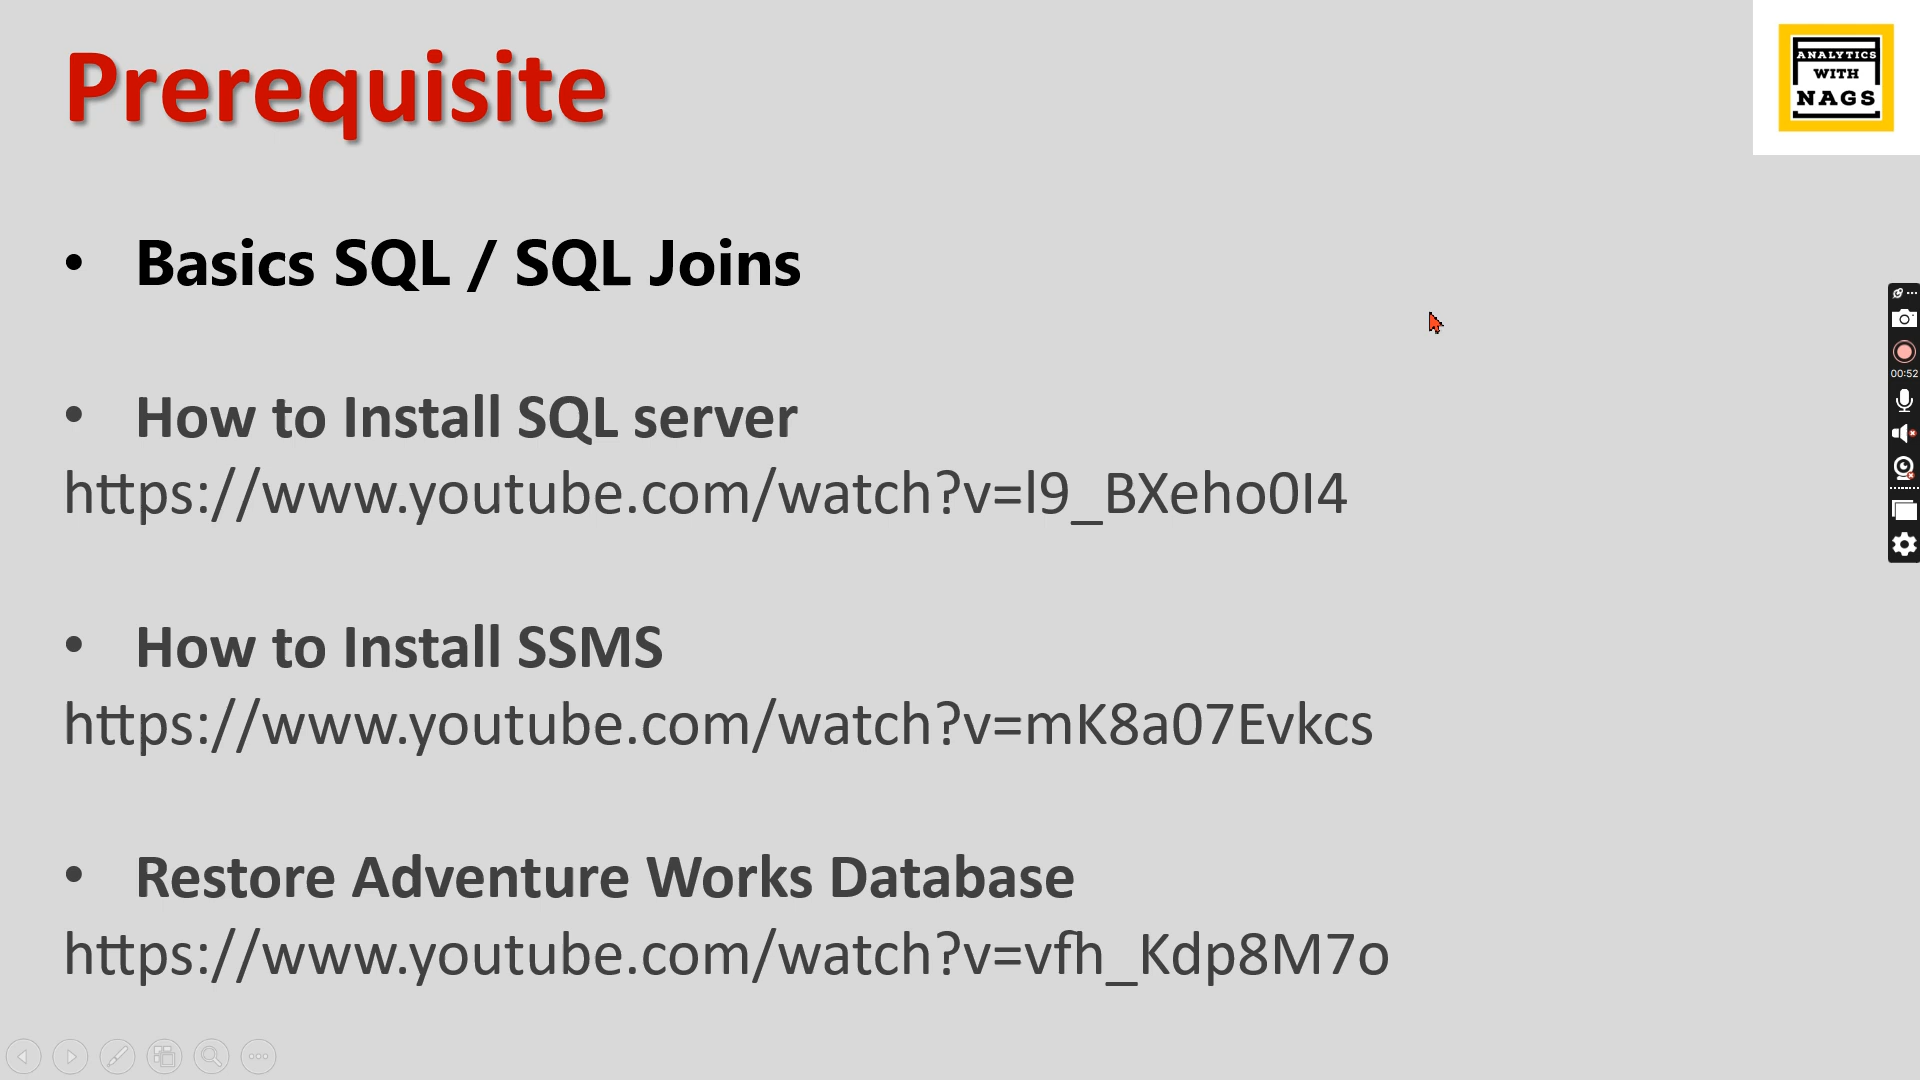 Prerequisite
ANALYTICS
WITH
NAGS
• Basics SQL / SQL Joins
• How to Install SQL server
https://www.youtube.com/watch?v=l9_BXeho0I4
• How to Install SSMS
https://www.youtube.com/watch?v=mK8a07Evkcs
• Restore Adventure Works Database
https://www.youtube.com/watch?v=vfh_Kdp8M7o
00:52